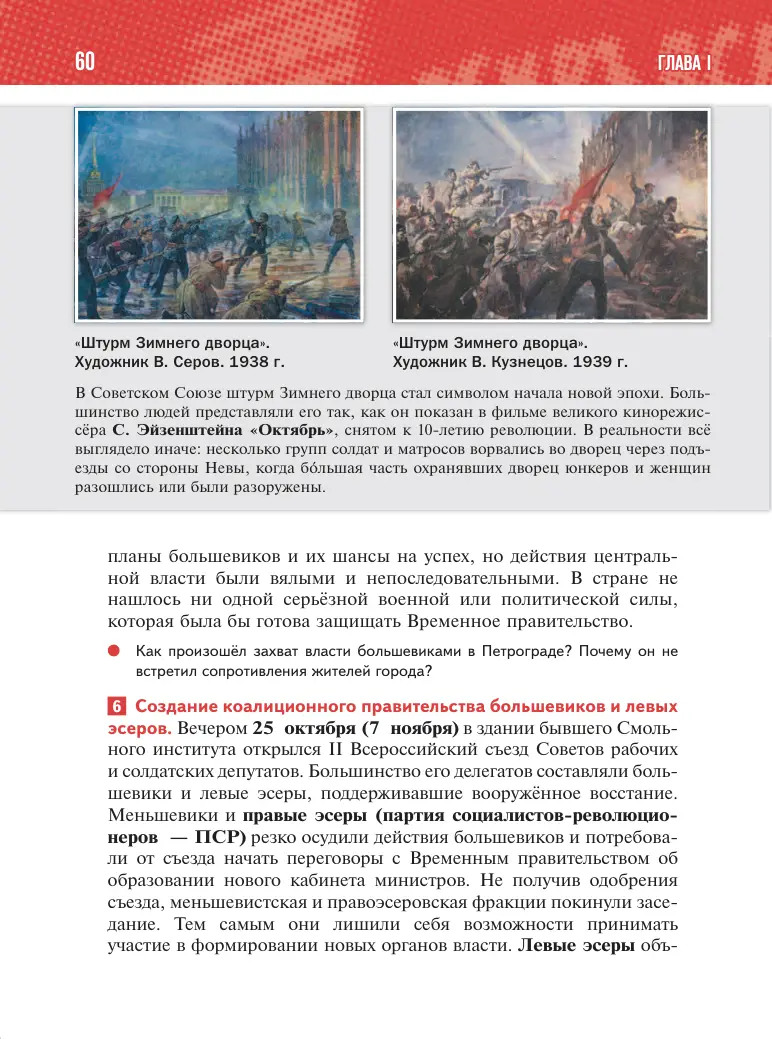 60
ГЛАВА I
«Штурм Зимнего дворца».
Художник В. Серов. 1938 г.
«Штурм Зимнего дворца».
Художник В. Кузнецов. 1939 г.
В Советском Союзе штурм Зимнего дворца стал символом начала новой эпохи. Боль-
шинство людей представляли его так, как он показан в фильме великого кинорежис-
сёра С. Эйзенштейна «Октябрь», снятом к 10-летию революции. В реальности всё
выглядело иначе: несколько групп солдат и матросов ворвались во дворец через подъ-
езды со стороны Невы, когда бо́льшая часть охранявших дворец юнкеров и женщин
разошлись или были разоружены.
планы большевиков и их шансы на успех, но действия централь-
ной власти были вялыми и непоследовательными. В стране не
нашлось ни одной серьёзной военной или политической силы,
которая была бы готова защищать Временное правительство.
Как произошёл захват власти большевиками в Петрограде? Почему он не
встретил сопротивления жителей города?
6 Создание коалиционного правительства большевиков и левых
эсеров. Вечером 25 октября (7 ноября) в здании бывшего Смоль-
ного института открылся II Всероссийский съезд Советов рабочих
и солдатских депутатов. Большинство его делегатов составляли боль-
шевики и левые эсеры, поддерживавшие вооружённое восстание.
Меньшевики и правые эсеры (партия социалистов-революцио-
неров — ПСР) резко осудили действия большевиков и потребова-
ли от съезда начать переговоры с Временным правительством об
образовании нового кабинета министров. Не получив одобрения
съезда, меньшевистская и правоэсеровская фракции покинули засе-
дание. Тем самым они лишили себя возможности принимать
участие в формировании новых органов власти. Левые эсеры объ-